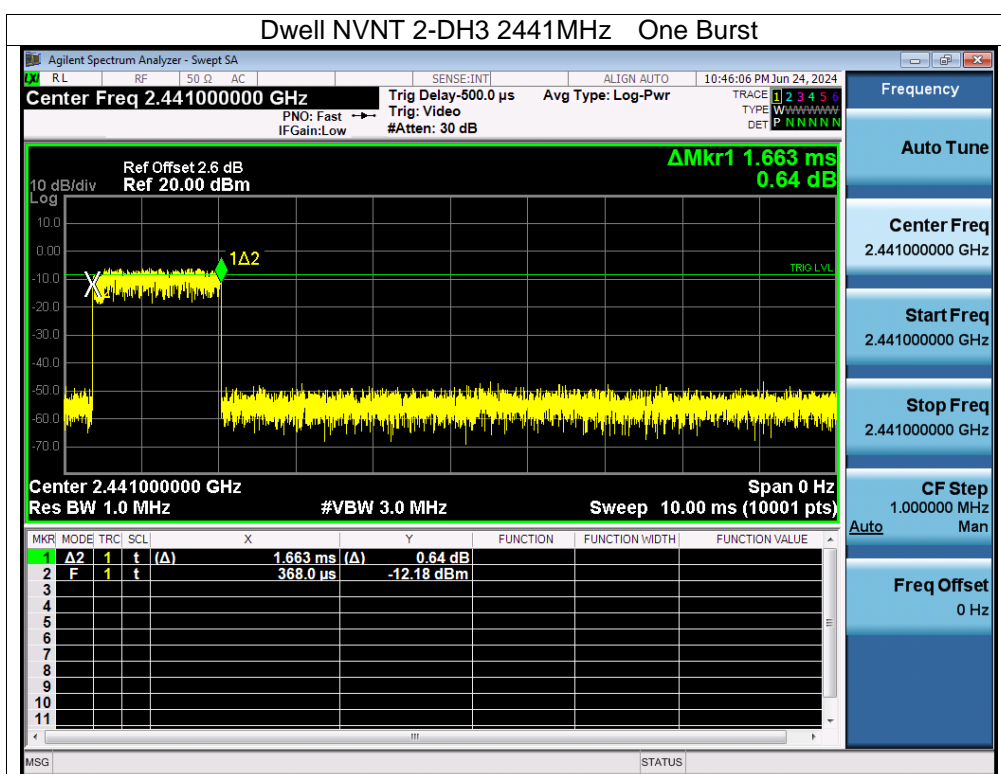 Dwell NVNT 2-DH3 2441MHz One Burst
Agilent Spectrum Analyzer - Swept SA
LXI RL RF 50 Ω AC SENSE:INT ALIGN AUTO 10:46:06 PM Jun 24, 2024
Center Freq 2.441000000 GHz
PNO: Fast
IFGain:Low
Trig Delay-500.0 µs
Trig: Video
#Atten: 30 dB
Avg Type: Log-Pwr
TRACE 1 2 3 4 5 6
TYPE WWWWWW
DET P N N N N N
Ref Offset 2.6 dB
Ref 20.00 dBm
10 dB/div
Log
ΔMkr1 1.663 ms
0.64 dB
10.0
0.00
-10.0
-20.0
-30.0
-40.0
-50.0
-60.0
-70.0
X
2
1Δ2
TRIG LVL
Center 2.441000000 GHz Span 0 Hz
Res BW 1.0 MHz #VBW 3.0 MHz Sweep 10.00 ms (10001 pts)
MKR MODE TRC SCL X Y FUNCTION FUNCTION WIDTH FUNCTION VALUE
1 Δ2 1 t (Δ) 1.663 ms (Δ) 0.64 dB
2 F 1 t 368.0 µs -12.18 dBm
3
4
5
6
7
8
9
10
11
MSG STATUS
Frequency
Auto Tune
Center Freq
2.441000000 GHz
Start Freq
2.441000000 GHz
Stop Freq
2.441000000 GHz
CF Step
1.000000 MHz
Auto Man
Freq Offset
0 Hz